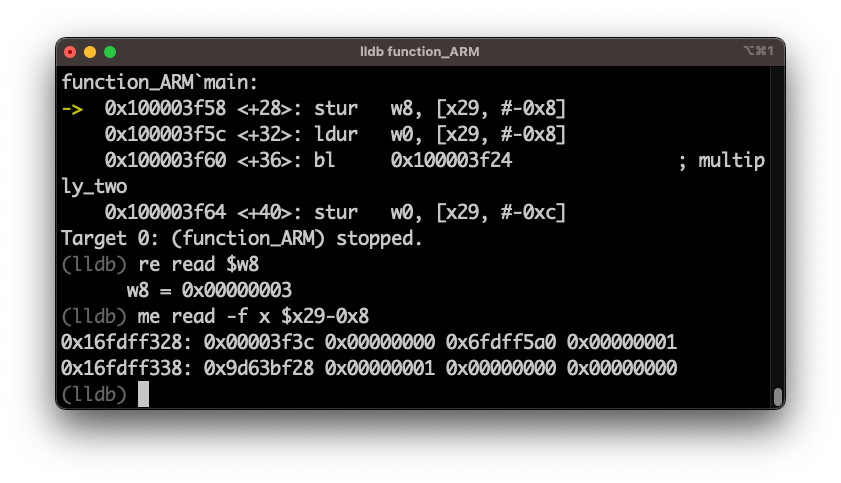 lldb function_ARM
⌥⌘1
function_ARM`main:
->  0x100003f58 <+28>: stur   w8, [x29, #-0x8]
    0x100003f5c <+32>: ldur   w0, [x29, #-0x8]
    0x100003f60 <+36>: bl     0x100003f24               ; multip
ly_two
    0x100003f64 <+40>: stur   w0, [x29, #-0xc]
Target 0: (function_ARM) stopped.
(lldb) re read $w8
      w8 = 0x00000003
(lldb) me read -f x $x29-0x8
0x16fdff328: 0x00003f3c 0x00000000 0x6fdff5a0 0x00000001
0x16fdff338: 0x9d63bf28 0x00000001 0x00000000 0x00000000
(lldb)